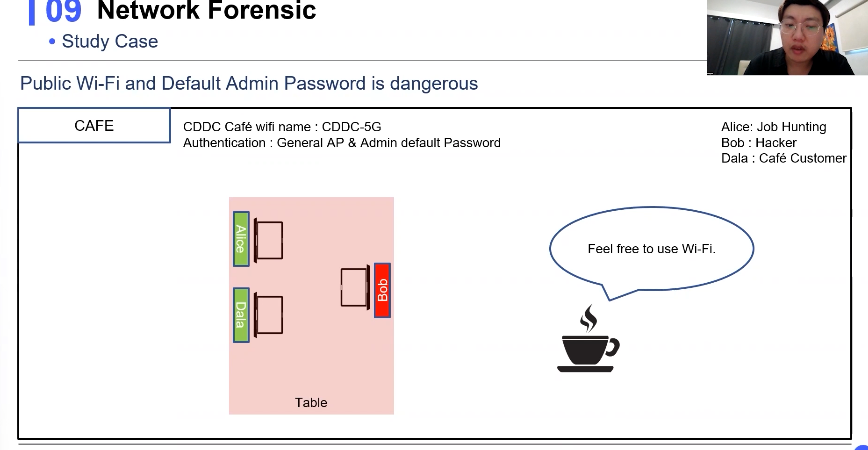 09 Network Forensic
• Study Case
Public Wi-Fi and Default Admin Password is dangerous
CAFE
CDDC Café wifi name : CDDC-5G
Authentication : General AP & Admin default Password
Alice: Job Hunting
Bob : Hacker
Dala : Café Customer
Alice
Dala
Bob
Table
Feel free to use Wi-Fi.